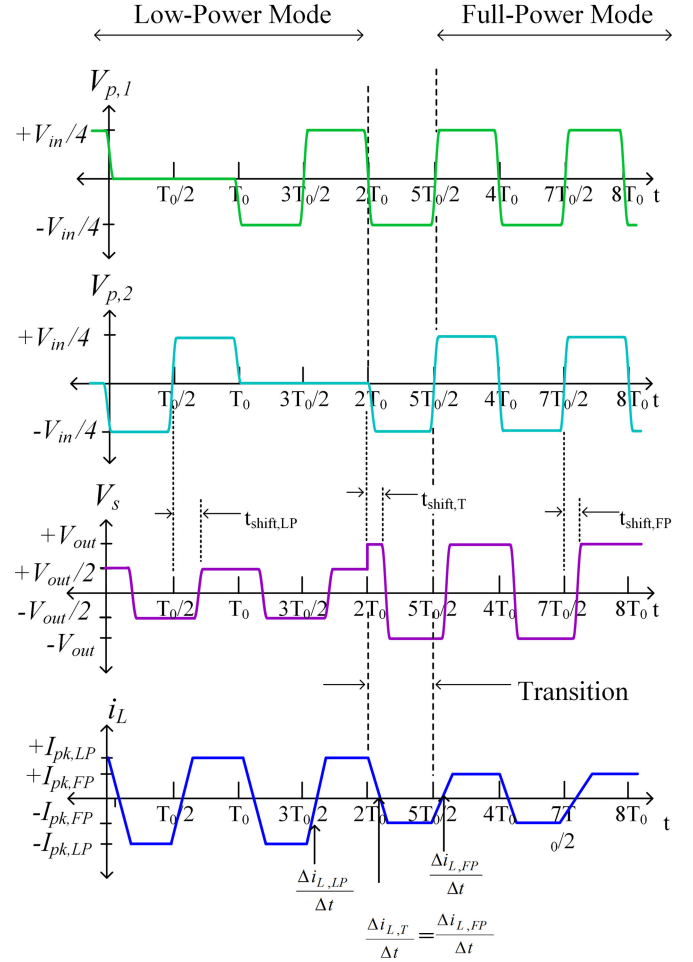 Low-Power Mode Full-Power Mode
V_{p,1}
+V_{in}/4
T_0/2 T_0 3T_0/2 2T_0 5T_0/2 4T_0 7T_0/2 8T_0 t
-V_{in}/4
V_{p,2}
+V_{in}/4
T_0/2 T_0 3T_0/2 2T_0 5T_0/2 4T_0 7T_0/2 8T_0 t
-V_{in}/4
V_s t_{shift,LP} t_{shift,T} t_{shift,FP}
+V_{out}
+V_{out}/2
T_0/2 T_0 3T_0/2 2T_0 5T_0/2 4T_0 7T_0/2 8T_0 t
-V_{out}/2
-V_{out}
Transition
i_L
+I_{pk,LP}
+I_{pk,FP}
-I_{pk,FP} T_0/2 T_0 3T_0/2 2T_0 5T_0/2 4T_0 7T 8T_0 t
_0/2
-I_{pk,LP}
Δi_{L,LP}/Δt Δi_{L,FP}/Δt
Δi_{L,T}/Δt = Δi_{L,FP}/Δt